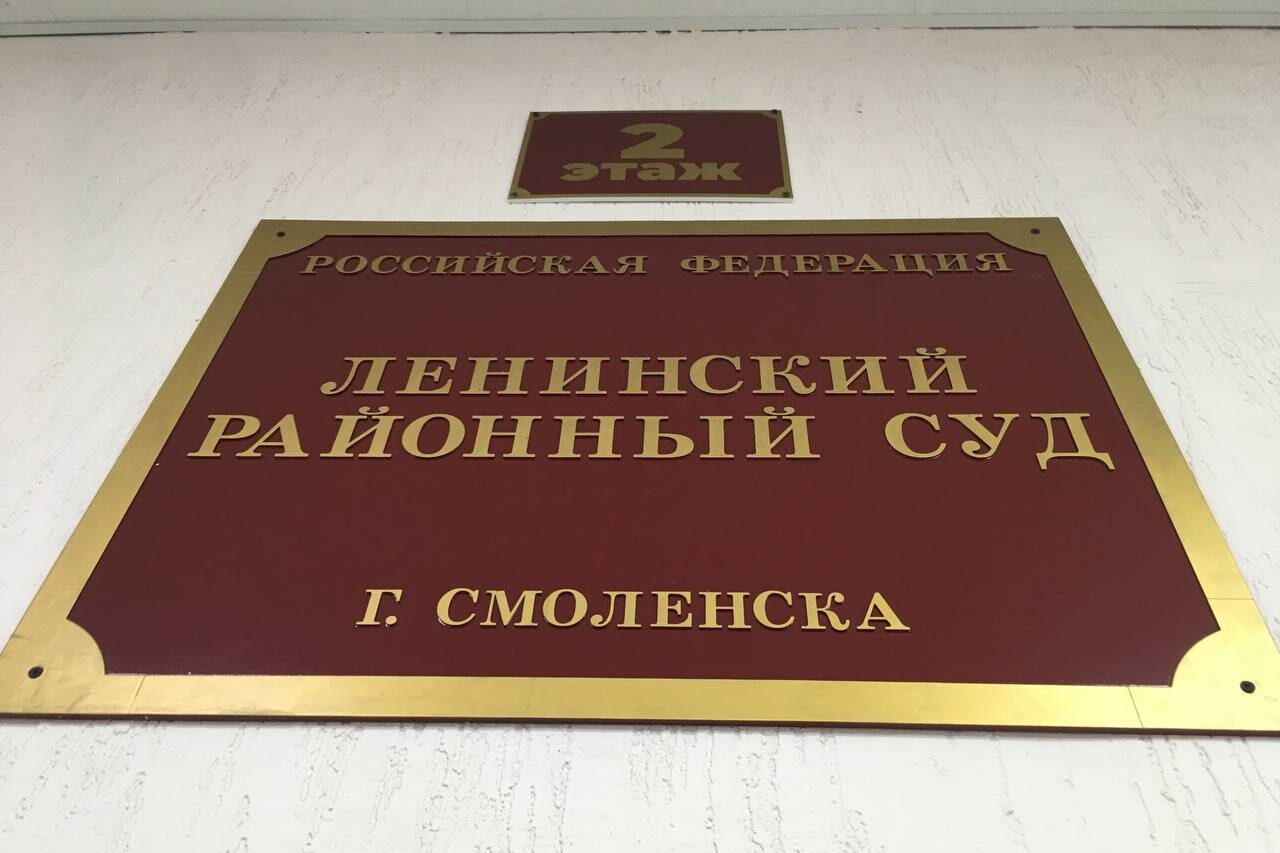 2
этаж
РОССИЙСКАЯ ФЕДЕРАЦИЯ
ЛЕНИНСКИЙ
РАЙОННЫЙ СУД
Г. СМОЛЕНСКА